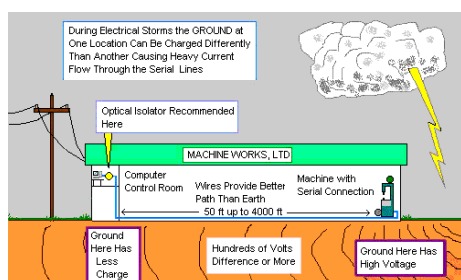 During Electrical Storms the GROUND at
One Location Can Be Charged Differently
Than Another Causing Heavy Current
Flow Through the Serial Lines
Optical Isolator Recommended
Here
MACHINE WORKS, LTD
Computer
Control Room
Wires Provide Better
Path Than Earth
50 ft up to 4000 ft
Machine with
Serial Connection
Ground
Here Has
Less
Charge
Hundreds of Volts
Difference or More
Ground Here Has
High Voltage